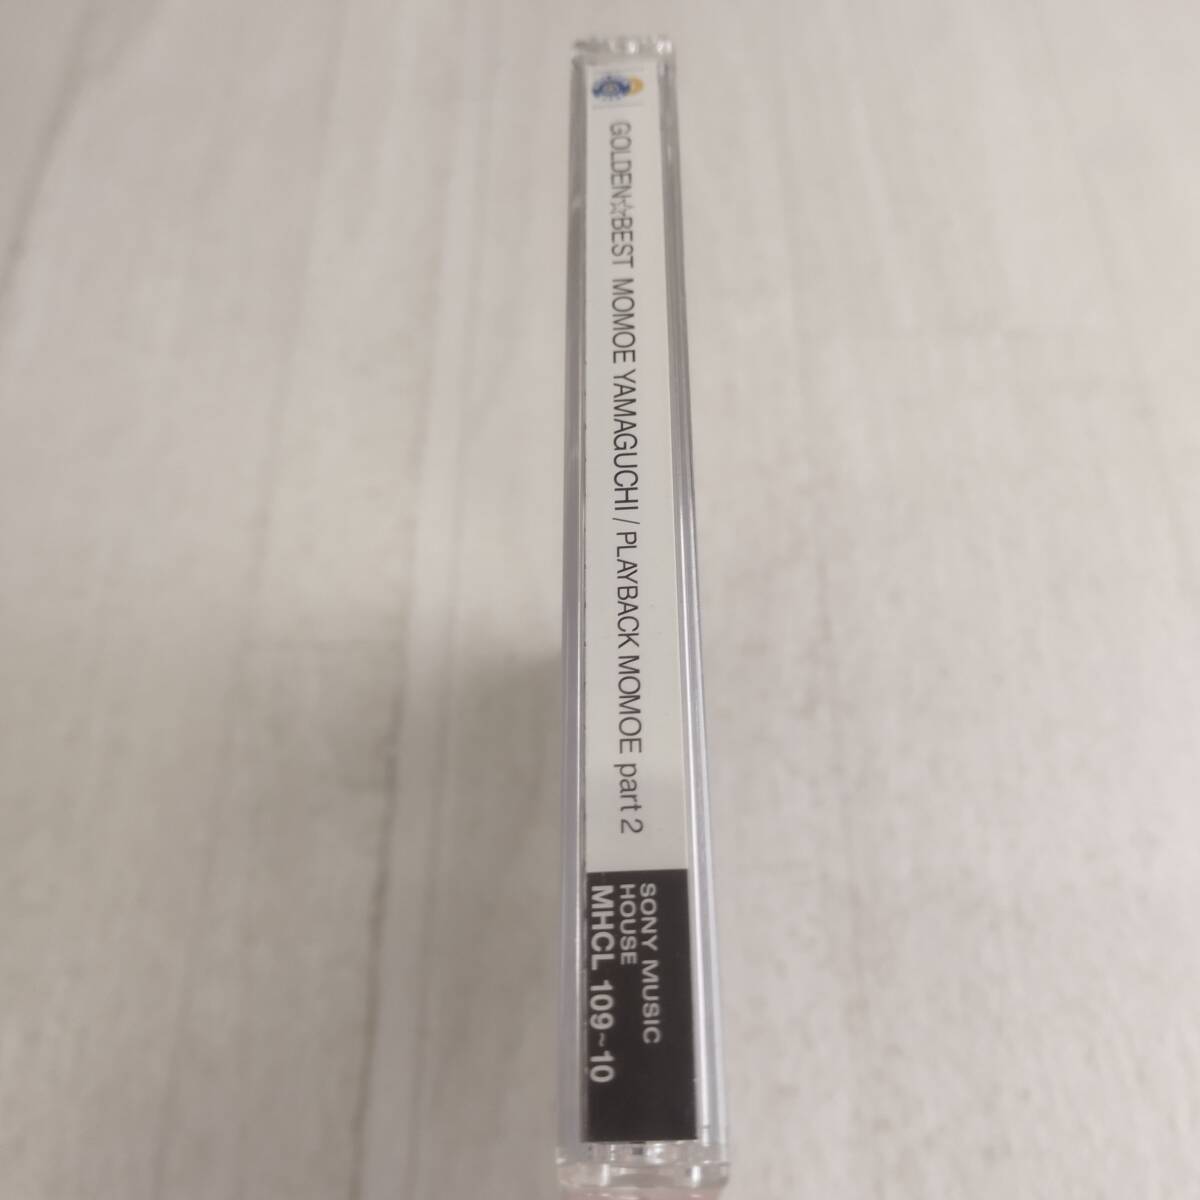 GOLDEN☆BEST MOMOE YAMAGUCHI / PLAYBACK MOMOE part 2
SONY MUSIC
HOUSE
MHCL 109~10